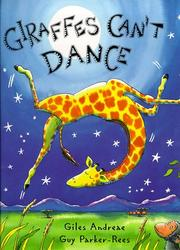 GIRAFFES CAN'T
DANCE
Giles Andreae
Guy Parker-Rees